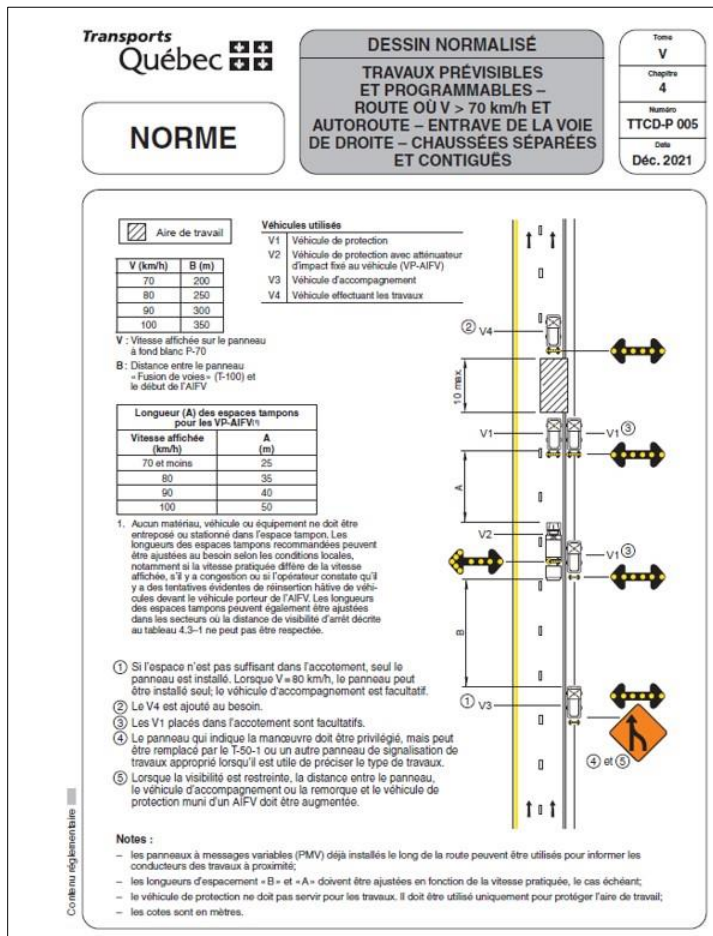 Transports
Québec
NORME
DESSIN NORMALISÉ
TRAVAUX PRÉVISIBLES
ET PROGRAMMABLES –
ROUTE OÙ V > 70 km/h ET
AUTOROUTE – ENTRAVE DE LA VOIE
DE DROITE – CHAUSSÉES SÉPARÉES
ET CONTIGUËS
Tome
V
Chapitre
4
Numéro
TTCD-P 005
Date
Déc. 2021
Aire de travail
V (km/h) B (m)
70 200
80 250
90 300
100 350
V : Vitesse affichée sur le panneau
à fond blanc P-70
B : Distance entre le panneau
« Fusion de voies » (T-100) et
le début de l'AIFV
Véhicules utilisés
V1 Véhicule de protection
V2 Véhicule de protection avec atténuateur
d'impact fixé au véhicule (VP-AIFV)
V3 Véhicule d'accompagnement
V4 Véhicule effectuant les travaux
Longueur (A) des espaces tampons
pour les VP-AIFV(1)
Vitesse affichée
(km/h)
A
(m)
70 et moins 25
80 35
90 40
100 50
1. Aucun matériau, véhicule ou équipement ne doit être
entreposé ou stationné dans l'espace tampon. Les
longueurs des espaces tampons recommandées peuvent
être ajustées au besoin selon les conditions locales,
notamment si la vitesse pratiquée diffère de la vitesse
affichée, s'il y a congestion ou si l'opérateur constate qu'il
y a des tentatives évidentes de réinsertion hâtive de véhi-
cules devant le véhicule porteur de l'AIFV. Les longueurs
des espaces tampons peuvent également être ajustées
dans les secteurs où la distance de visibilité d'arrêt décrite
au tableau 4.3–1 ne peut pas être respectée.
② V4
10 max.
V1
V1 ③
A
V2
V1 ③
B
① V3
④ et ⑤
① Si l'espace n'est pas suffisant dans l'accotement, seul le
panneau est installé. Lorsque V = 80 km/h, le panneau peut
être installé seul; le véhicule d'accompagnement est facultatif.
② Le V4 est ajouté au besoin.
③ Les V1 placés dans l'accotement sont facultatifs.
④ Le panneau qui indique la manœuvre doit être privilégié, mais peut
être remplacé par le T-50-1 ou un autre panneau de signalisation de
travaux approprié lorsqu'il est utile de préciser le type de travaux.
⑤ Lorsque la visibilité est restreinte, la distance entre le panneau,
le véhicule d'accompagnement ou la remorque et le véhicule de
protection muni d'un AIFV doit être augmentée.
Notes :
– les panneaux à messages variables (PMV) déjà installés le long de la route peuvent être utilisés pour informer les
conducteurs des travaux à proximité;
– les longueurs d'espacement « B » et « A » doivent être ajustées en fonction de la vitesse pratiquée, le cas échéant;
– le véhicule de protection ne doit pas servir pour les travaux. Il doit être utilisé uniquement pour protéger l'aire de travail;
– les cotes sont en mètres.
Contenu réglementaire